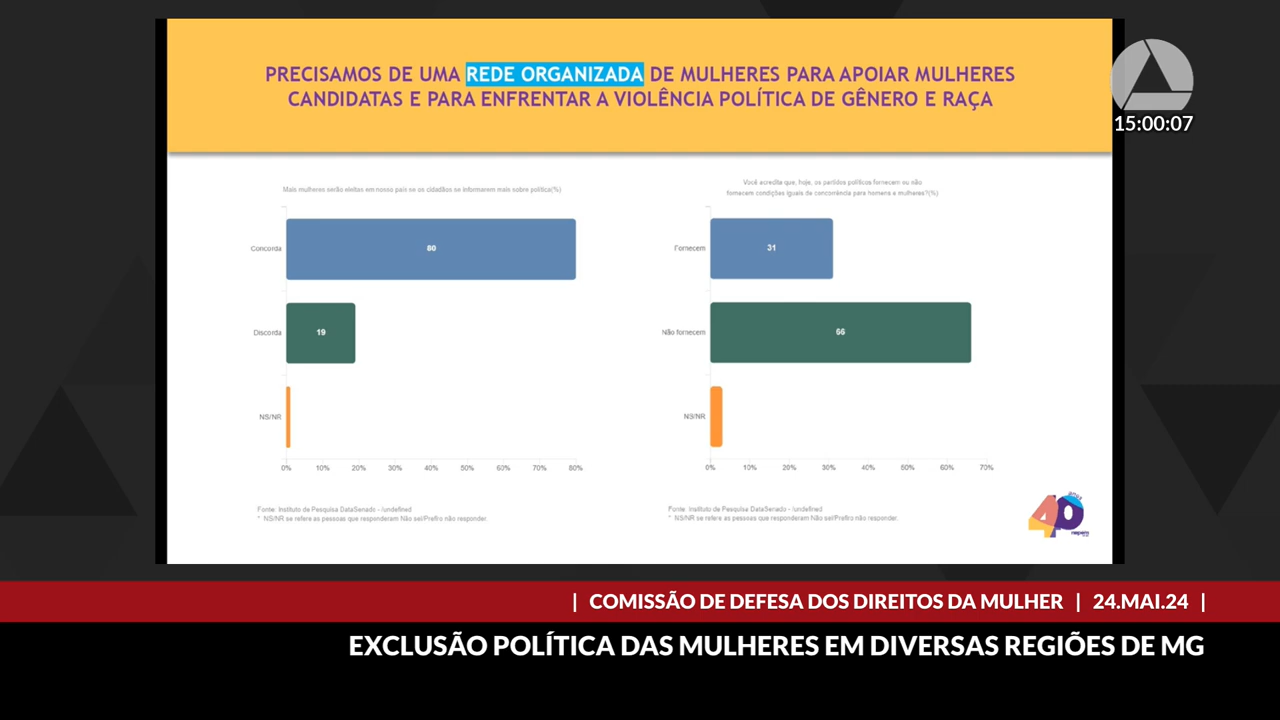 PRECISAMOS DE UMA REDE ORGANIZADA DE MULHERES PARA APOIAR MULHERES
CANDIDATAS E PARA ENFRENTAR A VIOLÊNCIA POLÍTICA DE GÊNERO E RAÇA
15:00:07
Mais mulheres serão eleitas em nosso país se os cidadãos se informarem mais sobre política(%)
Concorda
80
Discorda
19
NS/NR
0% 10% 20% 30% 40% 50% 60% 70% 80%
Fonte: Instituto de Pesquisa DataSenado - /undefined
* NS/NR se refere as pessoas que responderam Não sei/Prefiro não responder.
Você acredita que, hoje, os partidos políticos fornecem ou não
fornecem condições iguais de concorrência para homens e mulheres?(%)
Fornecem
31
Não fornecem
66
NS/NR
0% 10% 20% 30% 40% 50% 60% 70%
Fonte: Instituto de Pesquisa DataSenado - /undefined
* NS/NR se refere as pessoas que responderam Não sei/Prefiro não responder.
40
anos
| COMISSÃO DE DEFESA DOS DIREITOS DA MULHER | 24.MAI.24 |
EXCLUSÃO POLÍTICA DAS MULHERES EM DIVERSAS REGIÕES DE MG